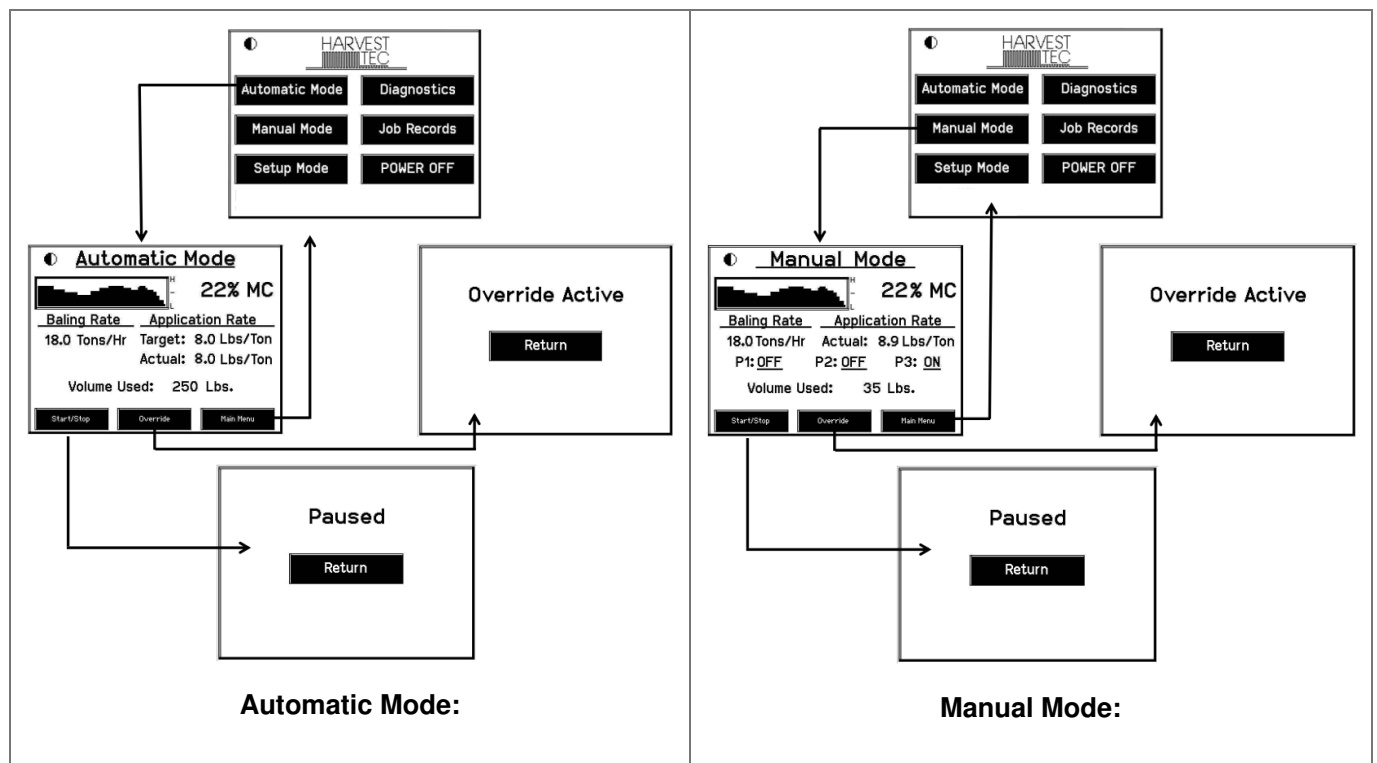 HARVEST
TEC
Automatic Mode Diagnostics
Manual Mode Job Records
Setup Mode POWER OFF
Automatic Mode
H
-
L
22% MC
Baling Rate Application Rate
18.0 Tons/Hr Target: 8.0 Lbs/Ton
Actual: 8.0 Lbs/Ton
Volume Used: 250 Lbs.
Start/Stop Override Main Menu
Override Active
Return
Paused
Return
Automatic Mode:
HARVEST
TEC
Automatic Mode Diagnostics
Manual Mode Job Records
Setup Mode POWER OFF
Manual Mode
H
-
L
22% MC
Baling Rate Application Rate
18.0 Tons/Hr Actual: 8.9 Lbs/Ton
P1: OFF P2: OFF P3: ON
Volume Used: 35 Lbs.
Start/Stop Override Main Menu
Override Active
Return
Paused
Return
Manual Mode: